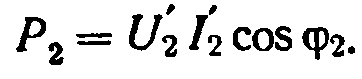 P₂ = U₂′ I₂′ cos φ₂.